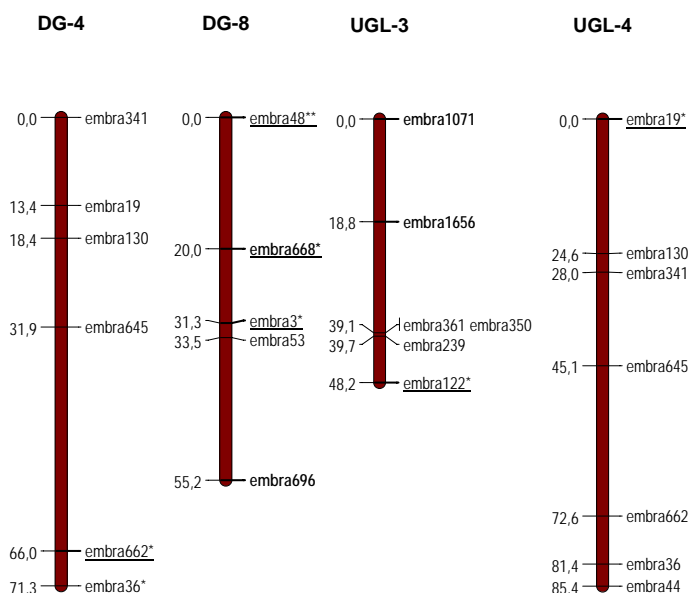 DG-4 DG-8 UGL-3 UGL-4
0,0 embra341
13,4 embra19
18,4 embra130
31,9 embra645
66,0 embra662*
71,3 embra36*
0,0 embra48**
20,0 embra668*
31,3 embra3*
33,5 embra53
55,2 embra696
0,0 embra1071
18,8 embra1656
39,1 embra361 embra350
39,7 embra239
48,2 embra122*
0,0 embra19*
24,6 embra130
28,0 embra341
45,1 embra645
72,6 embra662
81,4 embra36
85,4 embra44